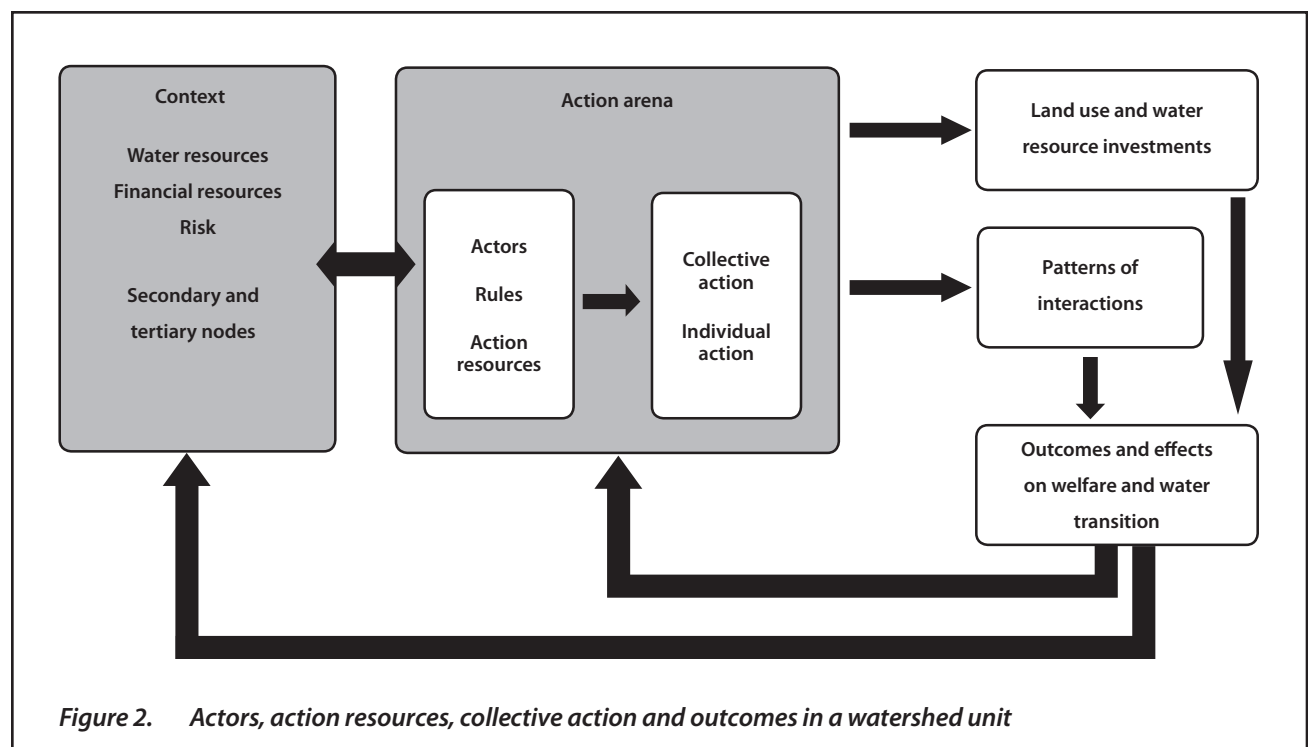 Context
Water resources
Financial resources
Risk
Secondary and
tertiary nodes
Action arena
Actors
Rules
Action
resources
Collective
action
Individual
action
Land use and water
resource investments
Patterns of
interactions
Outcomes and effects
on welfare and water
transition
Figure 2. Actors, action resources, collective action and outcomes in a watershed unit